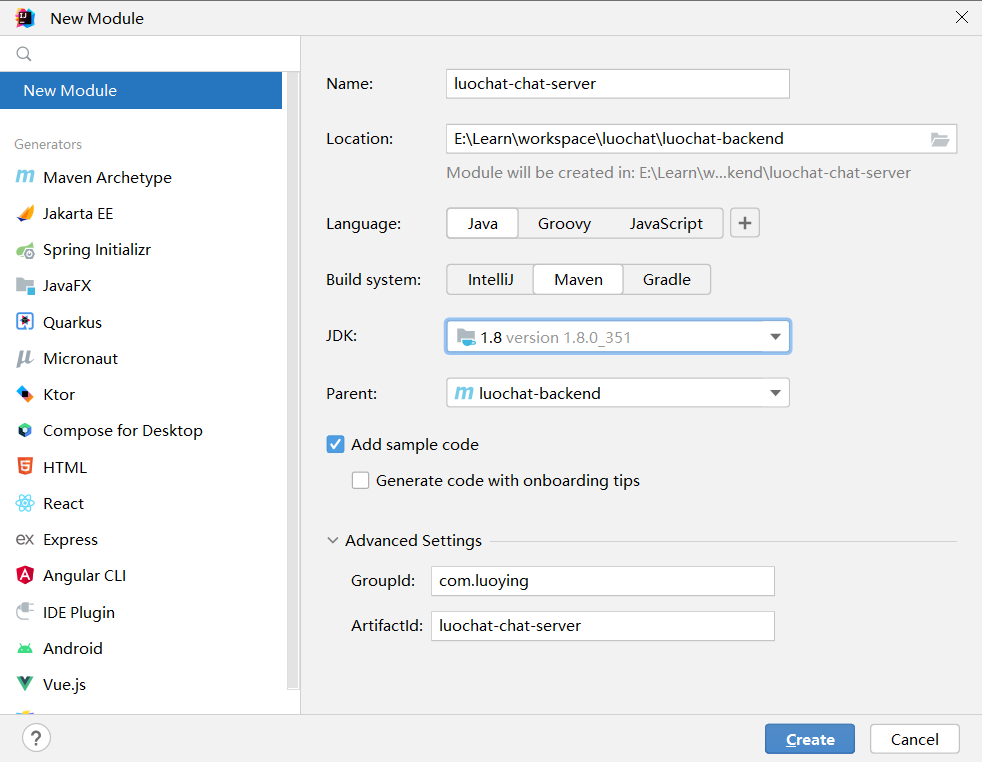 New Module
New Module
Generators
Maven Archetype
Jakarta EE
Spring Initializr
JavaFX
Quarkus
Micronaut
Ktor
Compose for Desktop
HTML
React
Express
Angular CLI
IDE Plugin
Android
Vue.js
Name: luochat-chat-server
Location: E:\Learn\workspace\luochat\luochat-backend
Module will be created in: E:\Learn\w...kend\luochat-chat-server
Language: Java Groovy JavaScript +
Build system: IntelliJ Maven Gradle
JDK: 1.8 version 1.8.0_351
Parent: luochat-backend
Add sample code
Generate code with onboarding tips
Advanced Settings
GroupId: com.luoying
ArtifactId: luochat-chat-server
? Create Cancel